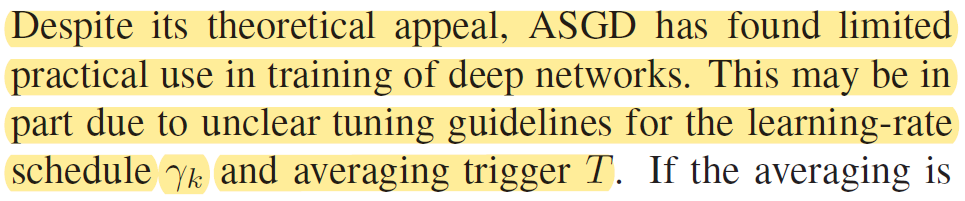 Despite its theoretical appeal, ASGD has found limited
practical use in training of deep networks. This may be in
part due to unclear tuning guidelines for the learning-rate
schedule γk and averaging trigger T. If the averaging is